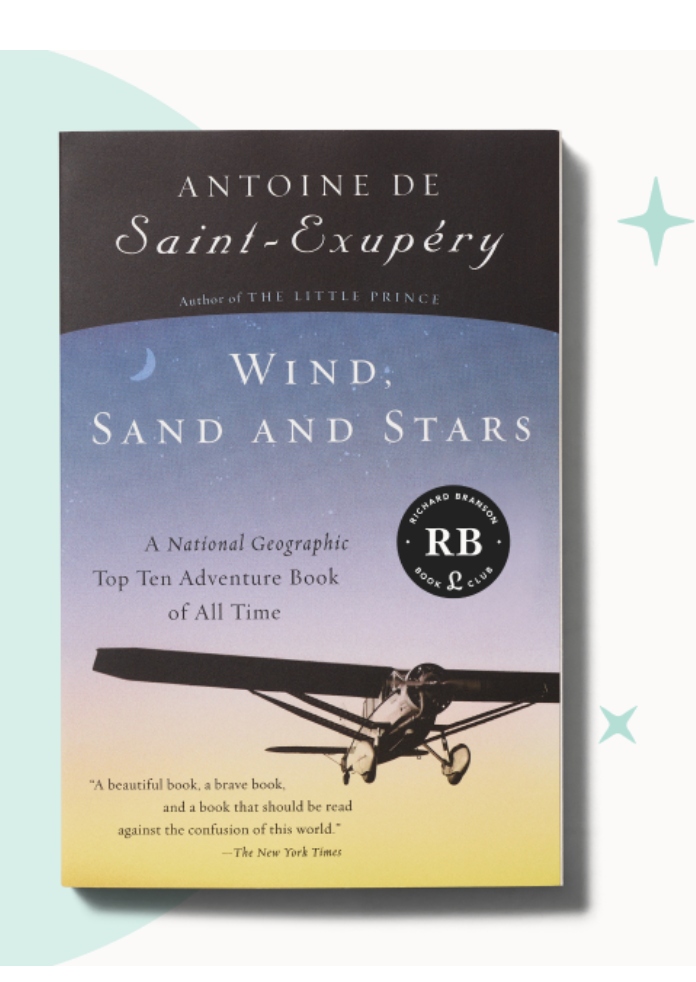 ANTOINE DE
Saint-Exupéry
Author of THE LITTLE PRINCE
WIND,
SAND AND STARS
RICHARD BRANSON
RB
BOOK L CLUB
A National Geographic
Top Ten Adventure Book
of All Time
“A beautiful book, a brave book,
and a book that should be read
against the confusion of this world.”
—The New York Times